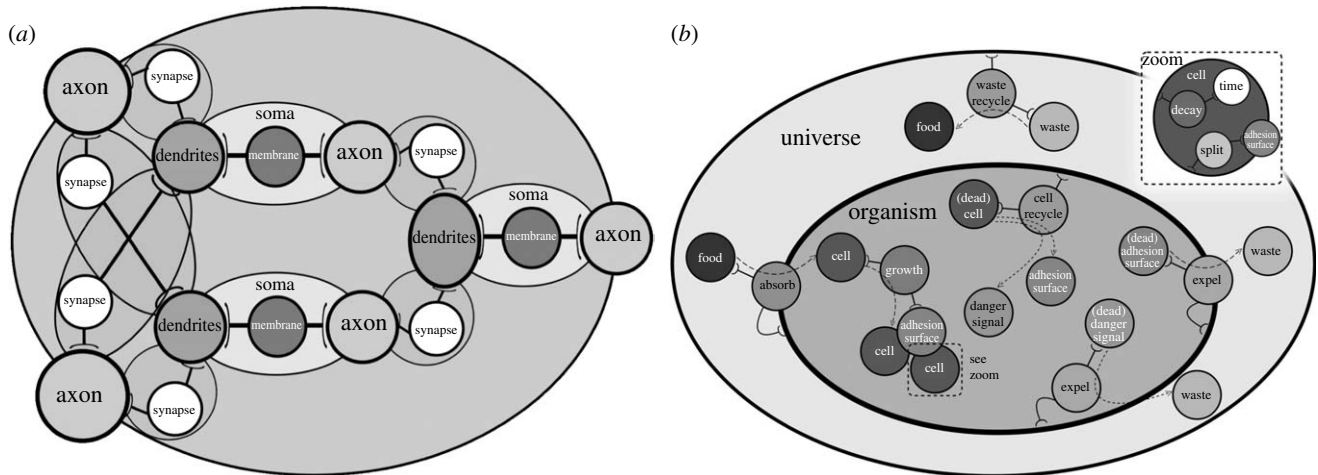 (a)
axon
synapse
soma
dendrites
membrane
axon
synapse
synapse
soma
dendrites
membrane
axon
synapse
soma
dendrites
membrane
axon
synapse
axon
synapse
(b)
universe
waste
recycle
food
waste
zoom
cell
time
decay
split
adhesion
surface
organism
(dead)
cell
cell
recycle
food
absorb
cell
growth
adhesion
surface
cell
cell
see
zoom
danger
signal
adhesion
surface
(dead)
adhesion
surface
expel
waste
(dead)
danger
signal
expel
waste